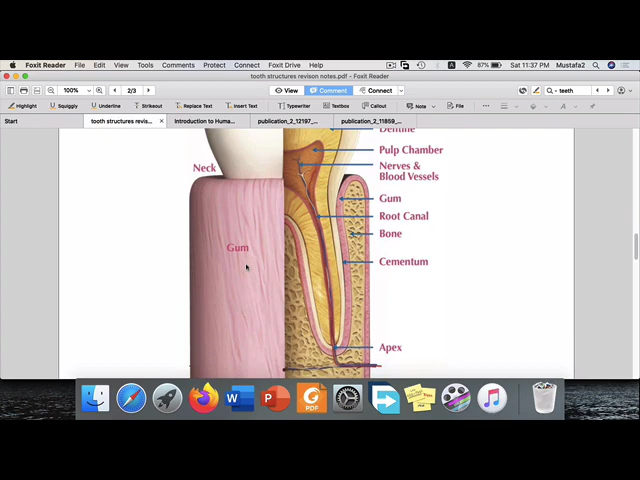 Foxit Reader File Edit View Tools Comments Protect Connect Foxit Drive Help 87% Sat 11:37 PM Mustafa2
tooth structures revison notes.pdf - Foxit Reader
100% 2/3 View Comment Connect teeth
Highlight Squiggly Underline Strikeout Replace Text Insert Text Typewriter Textbox Callout Note File
Start tooth structures revis... Introduction to Huma... publication_2_12197_... publication_2_11859_...
Dentine
Pulp Chamber
Neck
Nerves &
Blood Vessels
Gum
Root Canal
Bone
Gum
Cementum
Apex
PDF